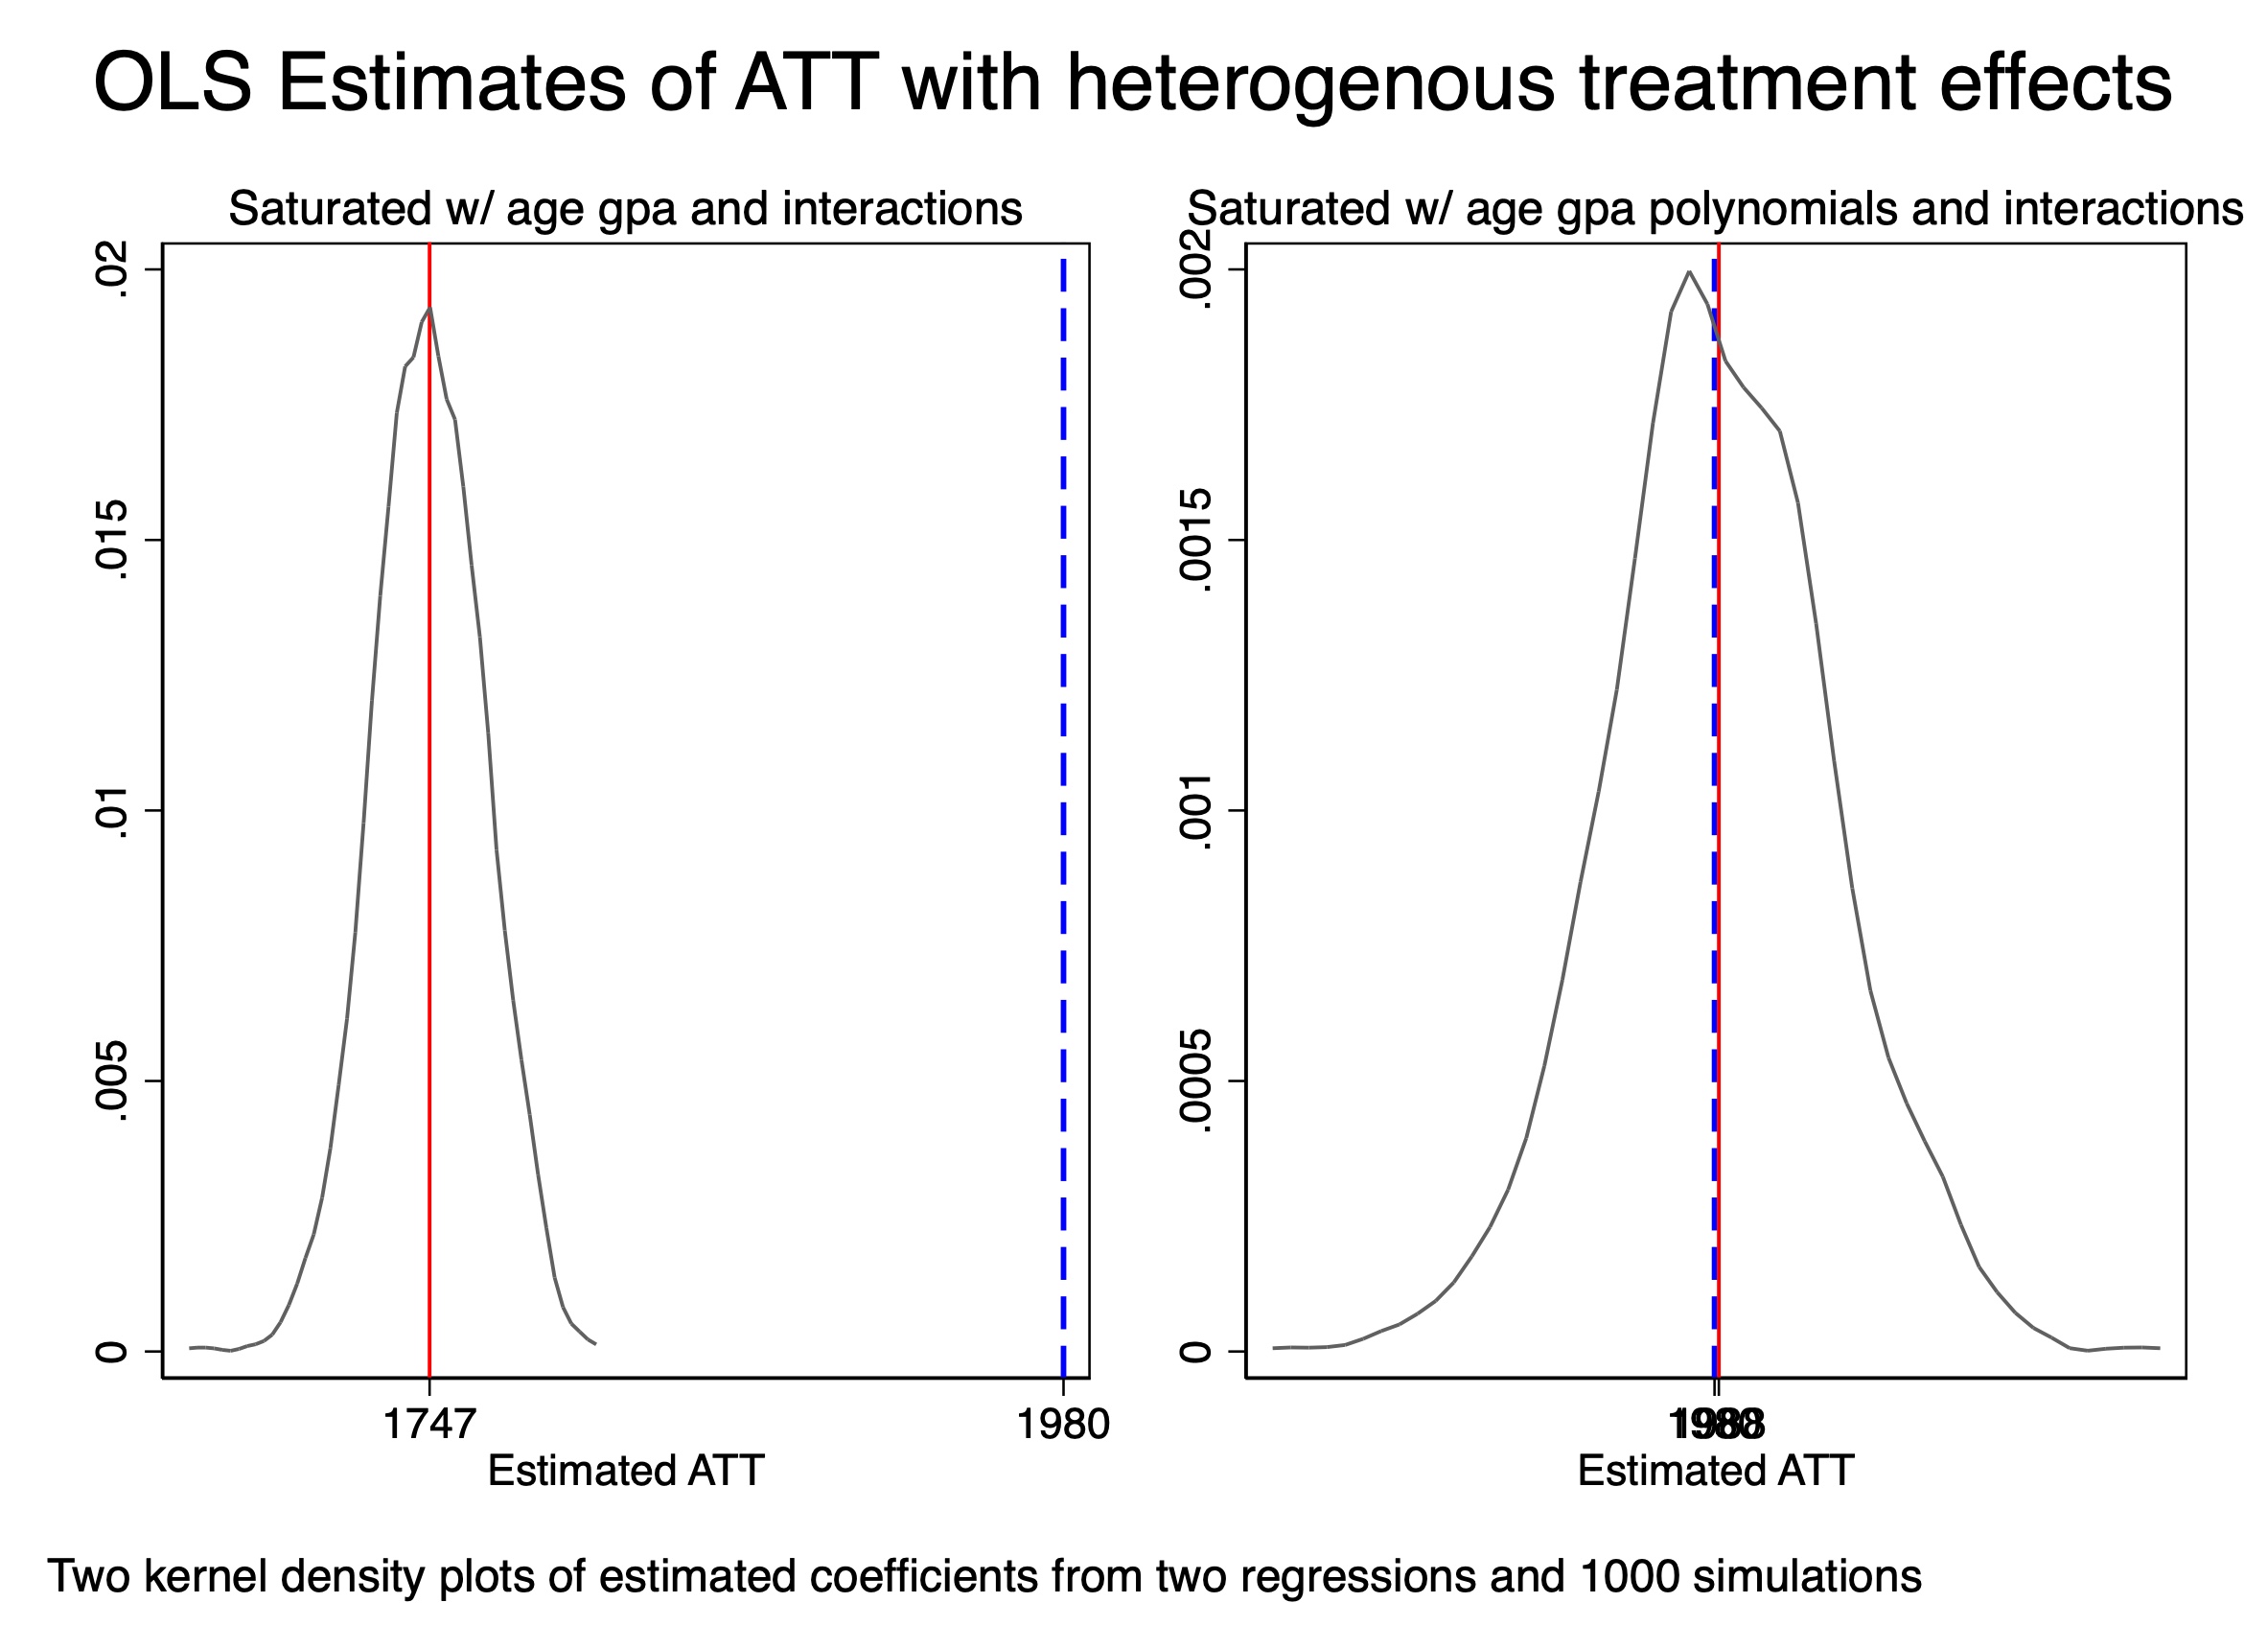 OLS Estimates of ATT with heterogenous treatment effects
Saturated w/ age gpa and interactions
.02
.015
.01
.005
0
1747 1980
Estimated ATT
Saturated w/ age gpa polynomials and interactions
.002
.0015
.001
.0005
0
Estimated ATT
Two kernel density plots of estimated coefficients from two regressions and 1000 simulations